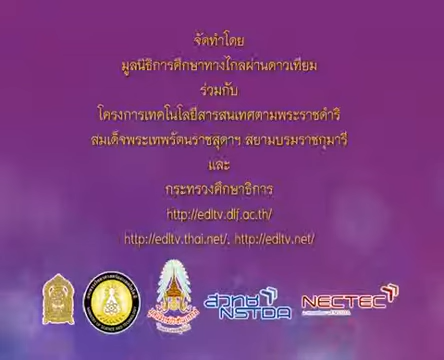 จัดทำโดย
มูลนิธิการศึกษาทางไกลผ่านดาวเทียม
ร่วมกับ
โครงการเทคโนโลยีสารสนเทศตามพระราชดำริ
สมเด็จพระเทพรัตนราชสุดาฯ สยามบรมราชกุมารี
และ
กระทรวงศึกษาธิการ
http://edltv.dlf.ac.th/
http://edltv.thai.net/, http://edltv.net/
สวทช
NSTDA
NECTEC